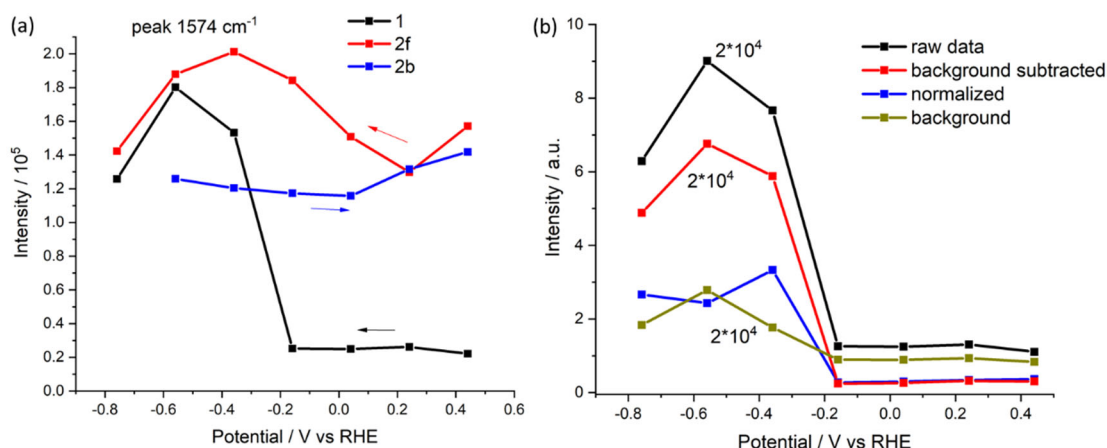 (a)
peak 1574 cm⁻¹
1
2f
2b
2.0
1.8
1.6
1.4
1.2
1.0
0.8
0.6
0.4
0.2
0.0
Intensity / 10⁵
-0.8 -0.6 -0.4 -0.2 0.0 0.2 0.4 0.6
Potential / V vs RHE
(b)
2*10⁴
raw data
background subtracted
normalized
background
2*10⁴
2*10⁴
10
8
6
4
2
0
Intensity / a.u.
-0.8 -0.6 -0.4 -0.2 0.0 0.2 0.4
Potential / V vs RHE